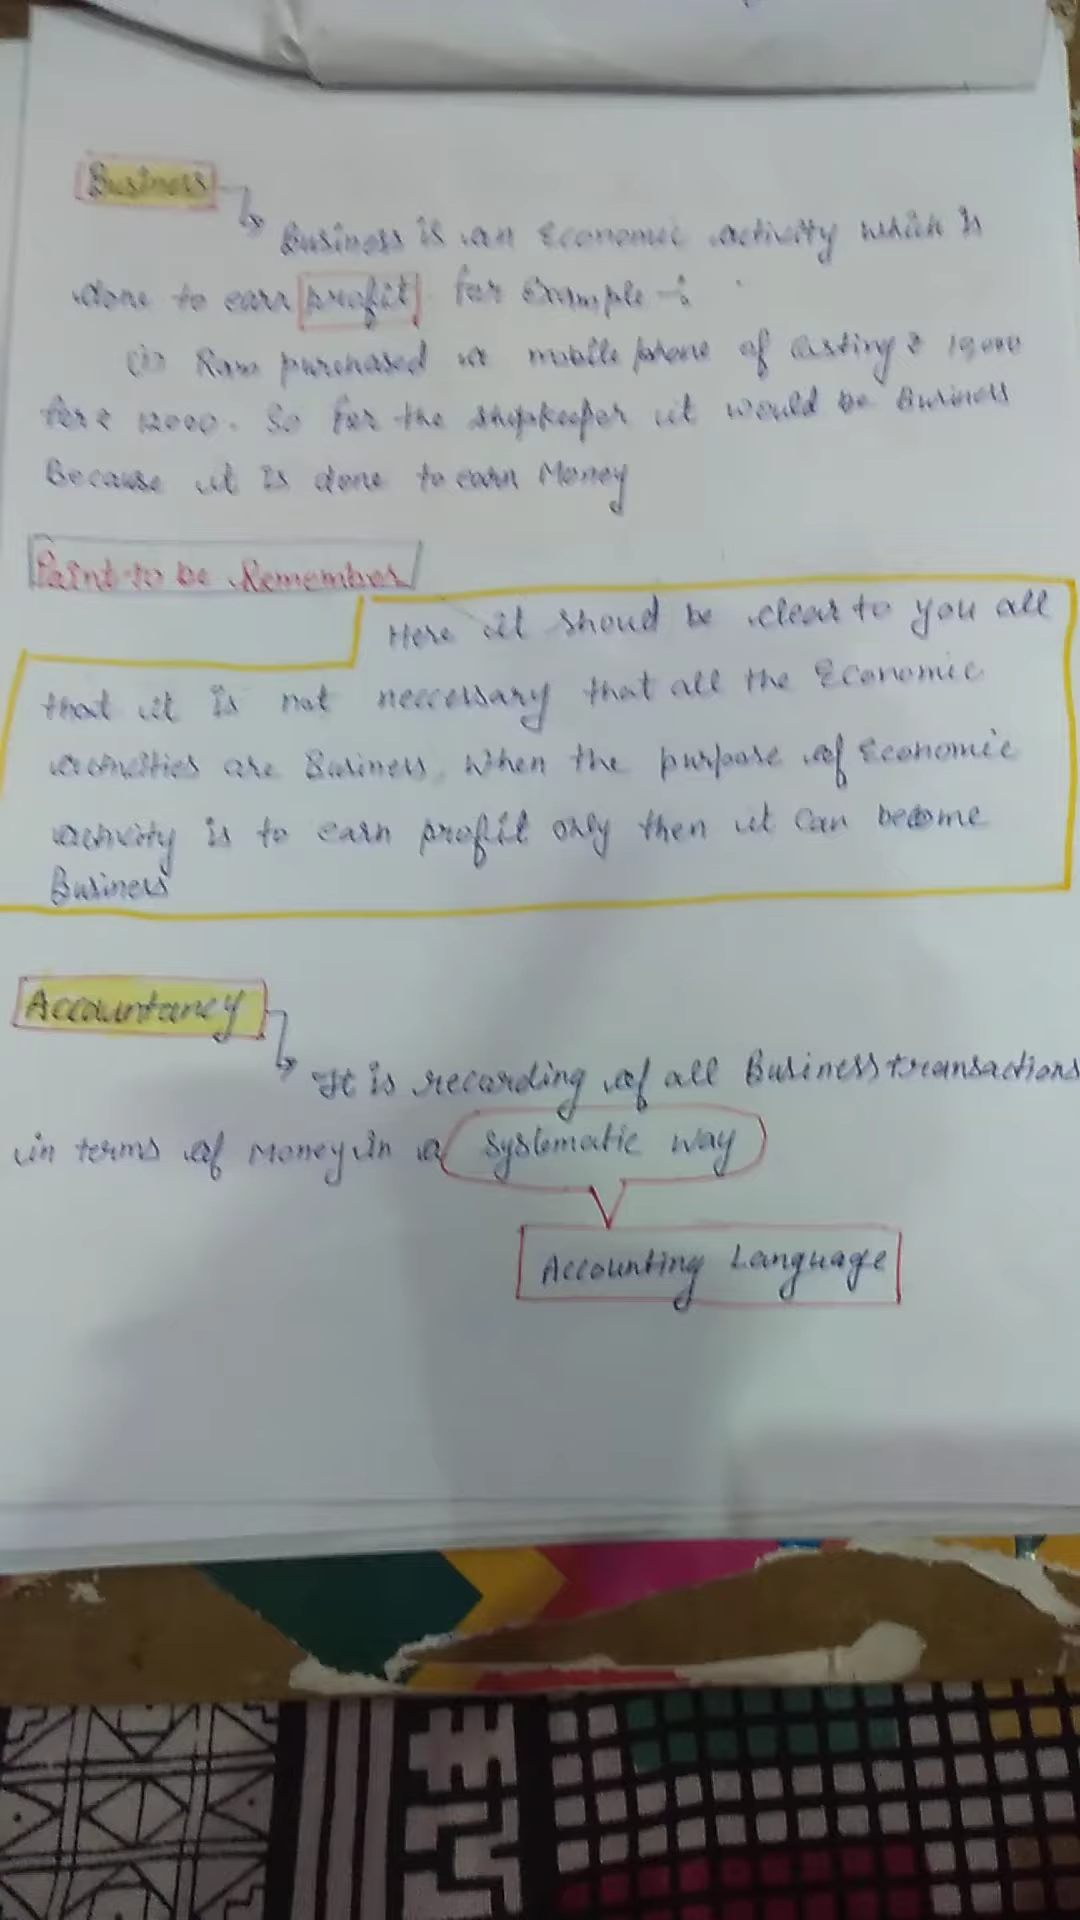 Business
Business is an Economic activity which is
done to earn profit. for Example -:
(i) Ram purchased a mobile phone of costing ₹ 10,000
for ₹ 12000. So for the shopkeeper it would be Business
Because it is done to earn Money
Point to be Remember
Here it shoud be clear to you all
that it is not neccessary that all the Economic
activities are Business. When the purpose of Economic
activity is to earn profit only then it can become
Business
Accountancy
It is recording of all Business transactions
in terms of Money in a systematic way
Accounting Language